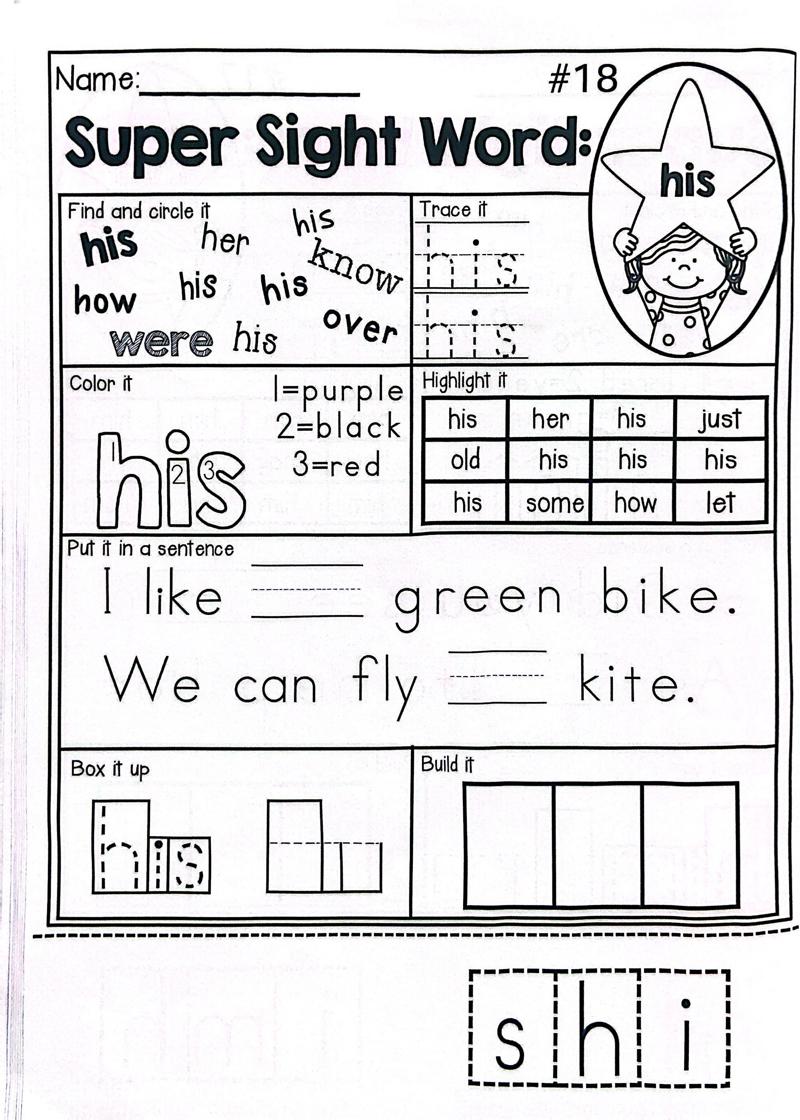 Name: #18
Super Sight Word:
his
Find and circle it
his her his
know
how his his
were his over
Trace it
his
his
Color it
1=purple
2=black
3=red
1 2 3
his
Highlight it
his her his just
old his his his
his some how let
Put it in a sentence
I like green bike.
We can fly kite.
Box it up
his
Build it
s h i